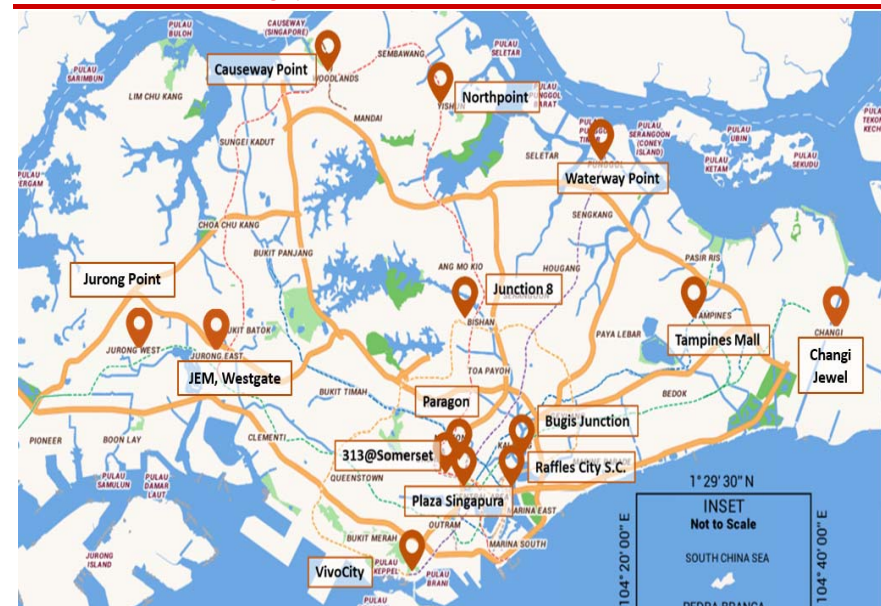 PULAU
BULOH
CAUSEWAY
(SINGAPORE)
PULAU
SARIMBUN
Causeway Point
WOODLANDS
SEMBAWANG
PULAU
SELETAR
LIM CHU KANG
Northpoint
YISHUN
MANDAI
SUNGEI KADUT
PULAU
SERANGOON
(CONEY
ISLAND)
PULAU
UBIN
PULAU
KETAM
PULAU
SEKUDU
SELETAR
PUNGGOL
Waterway Point
SENGKANG
CHOA CHU KANG
BUKIT PANJANG
ANG MO KIO
HOUGANG
PASIR RIS
Jurong Point
Junction 8
BISHAN
JURONG WEST
JURONG EAST
PAYA LEBAR
Tampines Mall
CHANGI
Changi
Jewel
JEM, Westgate
TOA PAYOH
BUKIT TIMAH
BEDOK
Paragon
Bugis Junction
PIONEER
BOON LAY
CLEMENTI
313@Somerset
Raffles City S.C.
QUEENSTOWN
Plaza Singapura
PULAU
SAMULUN
PULAU
DAMAR
LAUT
OUTRAM
MARINA EAST
BUKIT MERAH
MARINA SOUTH
JURONG
ISLAND
VivoCity
PULAU
KEPPEL
PULAU
BRANI
PULAU
1° 29' 30" N
INSET
Not to Scale
SOUTH CHINA SEA
PEDRA BRANCA
104° 20' 00" E
104° 40' 00" E